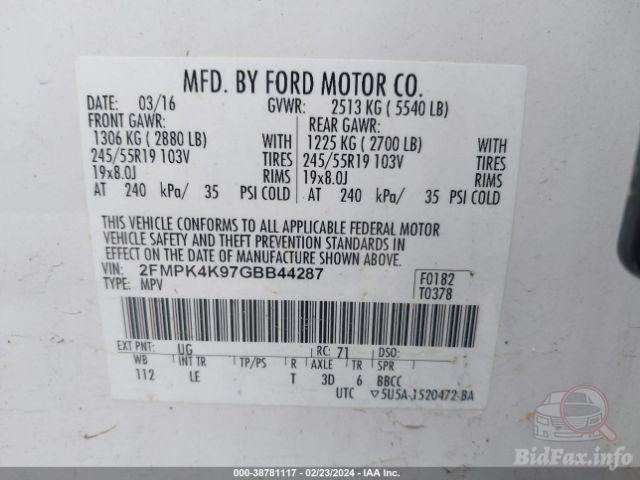 MFD. BY FORD MOTOR CO.
DATE: 03/16 GVWR: 2513 KG ( 5540 LB)
FRONT GAWR: REAR GAWR:
1306 KG ( 2880 LB) WITH 1225 KG ( 2700 LB) WITH
245/55R19 103V TIRES 245/55R19 103V TIRES
19x8.0J RIMS 19x8.0J RIMS
AT 240 kPa/ 35 PSI COLD AT 240 kPa/ 35 PSI COLD
THIS VEHICLE CONFORMS TO ALL APPLICABLE FEDERAL MOTOR
VEHICLE SAFETY AND THEFT PREVENTION STANDARDS IN
EFFECT ON THE DATE OF MANUFACTURE SHOWN ABOVE.
VIN: 2FMPK4K97GBB44287 F0182
TYPE: MPV T0378
EXT PNT: UG RC: 71 DSO:
WB INT TR TP/PS R AXLE TR SPR
112 LE T 3D 6 BBCC
UTC ▽5U5A-1520472-BA
000-38781117 - 02/23/2024 - IAA Inc.
BidFax.info